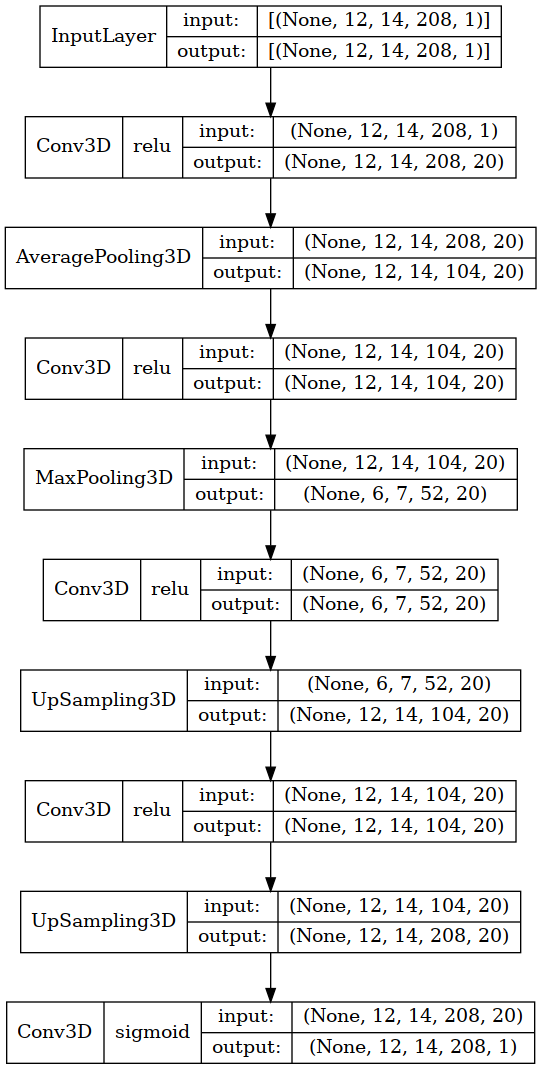 InputLayer input: [(None, 12, 14, 208, 1)]
output: [(None, 12, 14, 208, 1)]
Conv3D relu input: (None, 12, 14, 208, 1)
output: (None, 12, 14, 208, 20)
AveragePooling3D input: (None, 12, 14, 208, 20)
output: (None, 12, 14, 104, 20)
Conv3D relu input: (None, 12, 14, 104, 20)
output: (None, 12, 14, 104, 20)
MaxPooling3D input: (None, 12, 14, 104, 20)
output: (None, 6, 7, 52, 20)
Conv3D relu input: (None, 6, 7, 52, 20)
output: (None, 6, 7, 52, 20)
UpSampling3D input: (None, 6, 7, 52, 20)
output: (None, 12, 14, 104, 20)
Conv3D relu input: (None, 12, 14, 104, 20)
output: (None, 12, 14, 104, 20)
UpSampling3D input: (None, 12, 14, 104, 20)
output: (None, 12, 14, 208, 20)
Conv3D sigmoid input: (None, 12, 14, 208, 20)
output: (None, 12, 14, 208, 1)